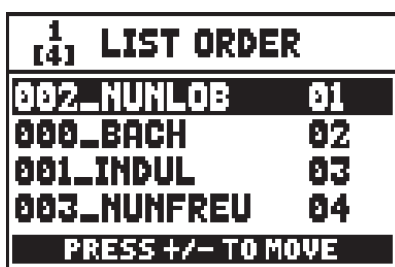 1
[4] LIST ORDER
002_NUNLOB 01
000_BACH 02
001_INDUL 03
003_NUNFREU 04
PRESS +/- TO MOVE